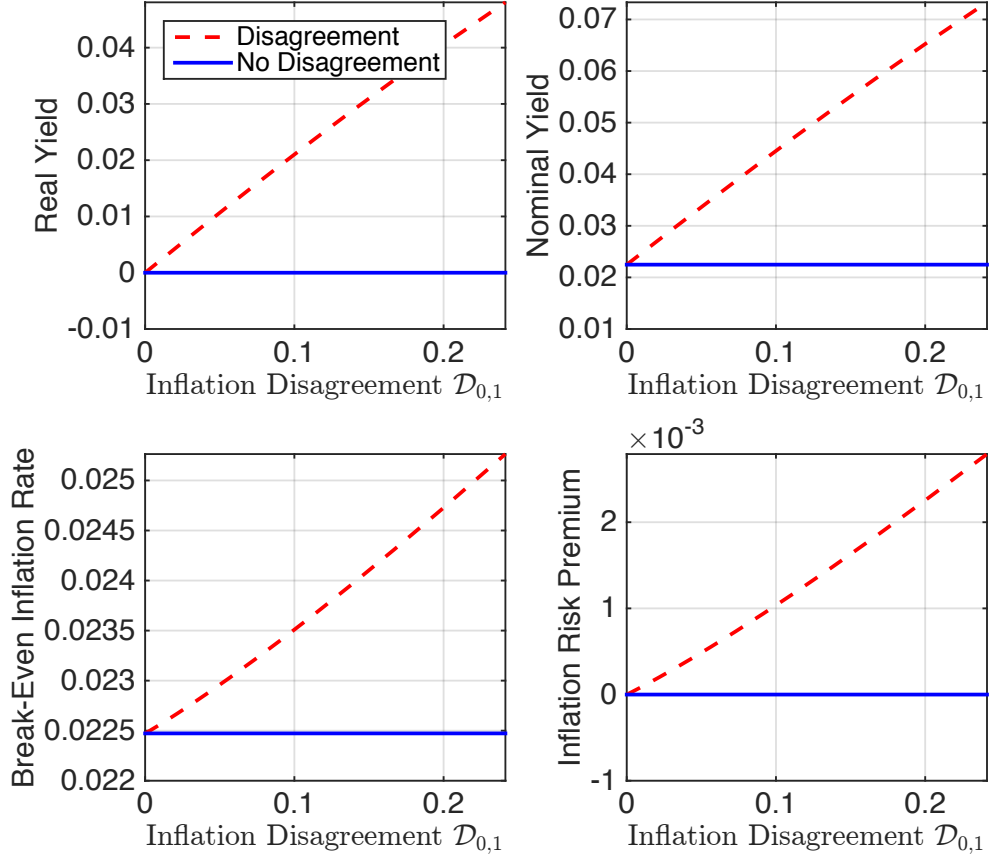 0.04
0.03
0.02
0.01
0
-0.01
Real Yield
Disagreement
No Disagreement
0 0.1 0.2
Inflation Disagreement 𝒟0,1
0.07
0.06
0.05
0.04
0.03
0.02
0.01
Nominal Yield
0 0.1 0.2
Inflation Disagreement 𝒟0,1
0.025
0.0245
0.024
0.0235
0.023
0.0225
0.022
Break-Even Inflation Rate
0 0.1 0.2
Inflation Disagreement 𝒟0,1
×10-3
2
1
0
-1
Inflation Risk Premium
0 0.1 0.2
Inflation Disagreement 𝒟0,1